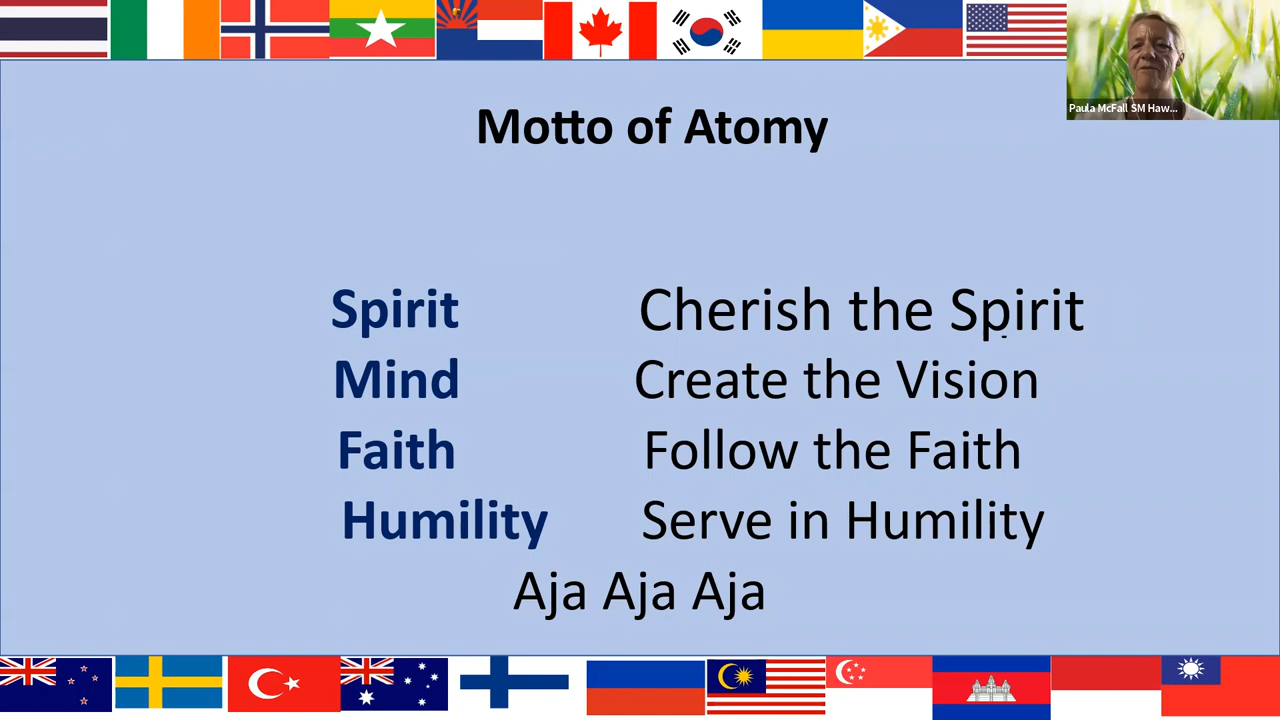 Paula McFall SM Haw...
Motto of Atomy
Spirit Cherish the Spirit
Mind Create the Vision
Faith Follow the Faith
Humility Serve in Humility
Aja Aja Aja